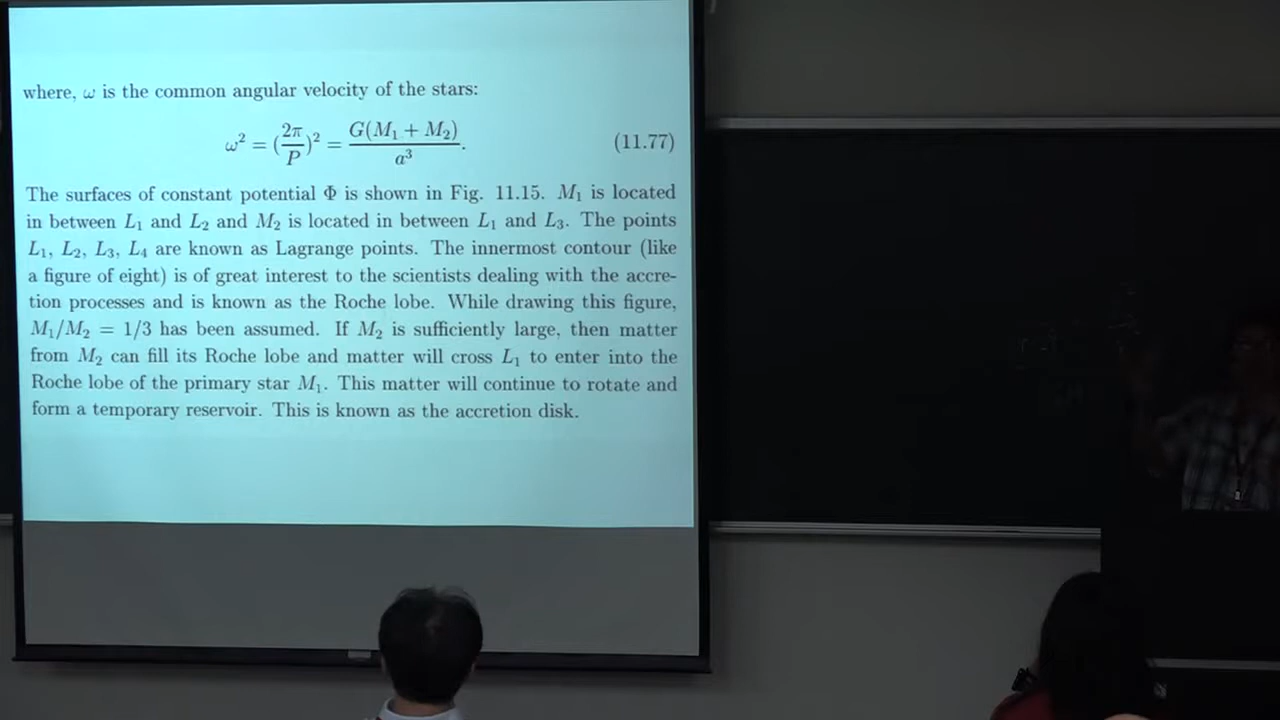 where, ω is the common angular velocity of the stars:
ω² = (2π/P)² = G(M₁ + M₂)/a³. (11.77)
The surfaces of constant potential Φ is shown in Fig. 11.15. M₁ is located
in between L₁ and L₂ and M₂ is located in between L₁ and L₃. The points
L₁, L₂, L₃, L₄ are known as Lagrange points. The innermost contour (like
a figure of eight) is of great interest to the scientists dealing with the accre-
tion processes and is known as the Roche lobe. While drawing this figure,
M₁/M₂ = 1/3 has been assumed. If M₂ is sufficiently large, then matter
from M₂ can fill its Roche lobe and matter will cross L₁ to enter into the
Roche lobe of the primary star M₁. This matter will continue to rotate and
form a temporary reservoir. This is known as the accretion disk.